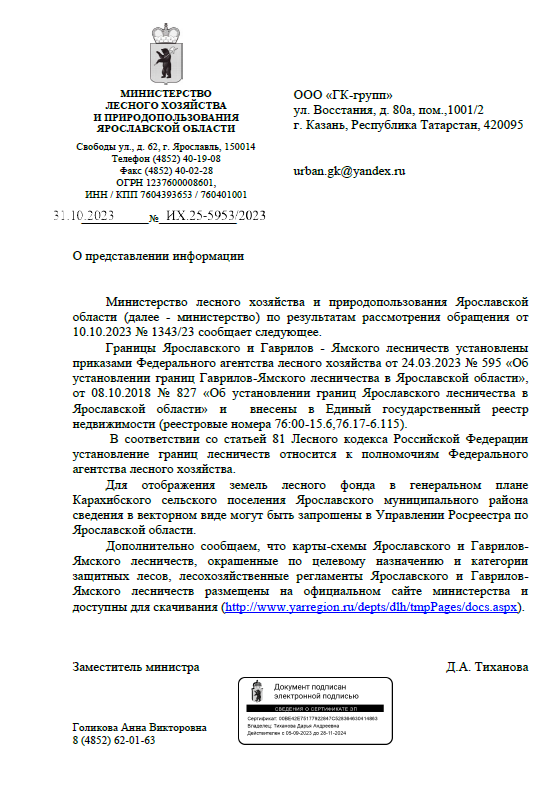 МИНИСТЕРСТВО
ЛЕСНОГО ХОЗЯЙСТВА
И ПРИРОДОПОЛЬЗОВАНИЯ
ЯРОСЛАВСКОЙ ОБЛАСТИ
Свободы ул., д. 62, г. Ярославль, 150014
Телефон (4852) 40-19-08
Факс (4852) 40-02-28
ОГРН 1237600008601,
ИНН / КПП 7604393653 / 760401001
31.10.2023 № ИХ.25-5953/2023
ООО «ГК-групп»
ул. Восстания, д. 80а, пом.,1001/2
г. Казань, Республика Татарстан, 420095
urban.gk@yandex.ru
О представлении информации
Министерство лесного хозяйства и природопользования Ярославской
области (далее - министерство) по результатам рассмотрения обращения от
10.10.2023 № 1343/23 сообщает следующее.
Границы Ярославского и Гаврилов - Ямского лесничеств установлены
приказами Федерального агентства лесного хозяйства от 24.03.2023 № 595 «Об
установлении границ Гаврилов-Ямского лесничества в Ярославской области»,
от 08.10.2018 № 827 «Об установлении границ Ярославского лесничества в
Ярославской области» и внесены в Единый государственный реестр
недвижимости (реестровые номера 76:00-15.6,76.17-6.115).
В соответствии со статьей 81 Лесного кодекса Российской Федерации
установление границ лесничеств относится к полномочиям Федерального
агентства лесного хозяйства.
Для отображения земель лесного фонда в генеральном плане
Карахибского сельского поселения Ярославского муниципального района
сведения в векторном виде могут быть запрошены в Управлении Росреестра по
Ярославской области.
Дополнительно сообщаем, что карты-схемы Ярославского и Гаврилов-
Ямского лесничеств, окрашенные по целевому назначению и категории
защитных лесов, лесохозяйственные регламенты Ярославского и Гаврилов-
Ямского лесничеств размещены на официальном сайте министерства и
доступны для скачивания (http://www.yarregion.ru/depts/dlh/tmpPages/docs.aspx).
Заместитель министра Д.А. Тиханова
Документ подписан
электронной подписью
СВЕДЕНИЯ О СЕРТИФИКАТЕ ЭП
Сертификат:
Владелец: Тиханова Дарья Андреевна
Действителен с 05-09-2023 до 28-11-2024
Голикова Анна Викторовна
8 (4852) 62-01-63